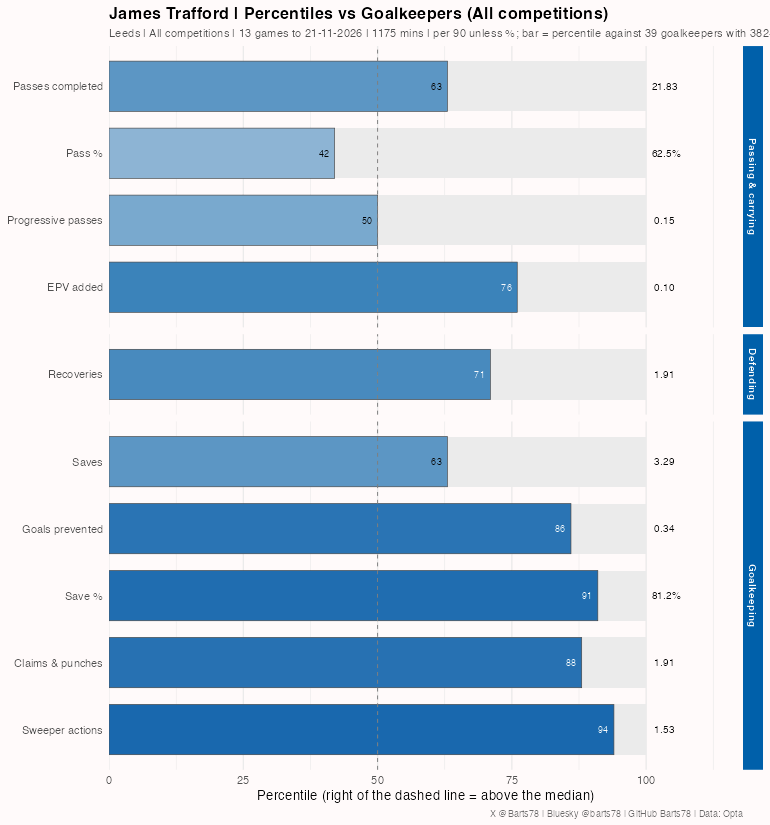 James Trafford | Percentiles vs Goalkeepers (All competitions)
Leeds | All competitions | 13 games to 21-11-2026 | 1175 mins | per 90 unless %; bar = percentile against 39 goalkeepers with 382
Passes completed 63 21.83
Pass % 42 62.5%
Progressive passes 50 0.15
EPV added 76 0.10
Passing & carrying
Recoveries 71 1.91
Defending
Saves 63 3.29
Goals prevented 86 0.34
Save % 91 81.2%
Claims & punches 88 1.91
Sweeper actions 94 1.53
Goalkeeping
0 25 50 75 100
Percentile (right of the dashed line = above the median)
X @Barts78 | Bluesky @barts78 | GitHub Barts78 | Data: Opta